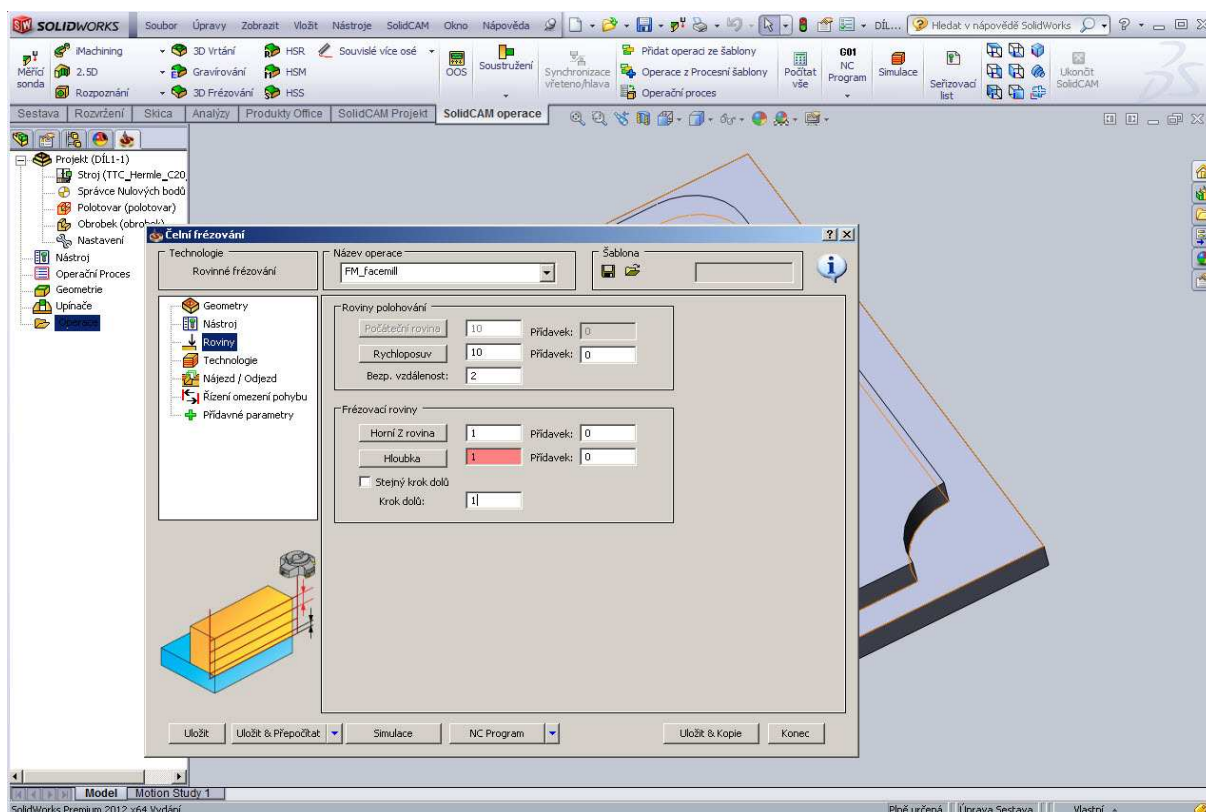 SOLIDWORKS Soubor Úpravy Zobrazit Vložit Nástroje SolidCAM Okno Nápověda DÍL... Hledat v nápovědě SolidWorks
iMachining 3D Vrtání HSR Souvislé více osé Přidat operaci ze šablony G01
Měřící sonda 2.5D Gravírování HSM OOS Soustružení Synchronizace vřeteno/hlava Operace z Procesní šablony Počítat vše NC Program Simulace Seřizovací list Ukončit SolidCAM
Rozpoznání 3D Frézování HSS Operační proces
Sestava Rozvržení Skica Analýzy Produkty Office SolidCAM Projekt SolidCAM operace
Projekt (DÍL1-1)
Stroj (TTC_Hermle_C20_
Správce Nulových bodů
Polotovar (polotovar)
Obrobek (obrobek)
Nastavení
Nástroj
Operační Proces
Geometrie
Upínače
Operace
Čelní frézování
Technologie Název operace Šablona
Rovinné frézování FM_facemill
Geometry
Nástroj
Roviny
Technologie
Nájezd / Odjezd
Řízení omezení pohybu
Přídavné parametry
Roviny polohování
Počáteční rovina 10 Přídavek: 0
Rychloposuv 10 Přídavek: 0
Bezp. vzdálenost: 2
Frézovací roviny
Horní Z rovina 1 Přídavek: 0
Hloubka 1 Přídavek: 0
Stejný krok dolů
Krok dolů: 1
Uložit Uložit & Přepočítat Simulace NC Program Uložit & Kopie Konec
Model Motion Study 1
SolidWorks Premium 2012 x64 Vydání Plně určená Úprava Sestava Vlastní